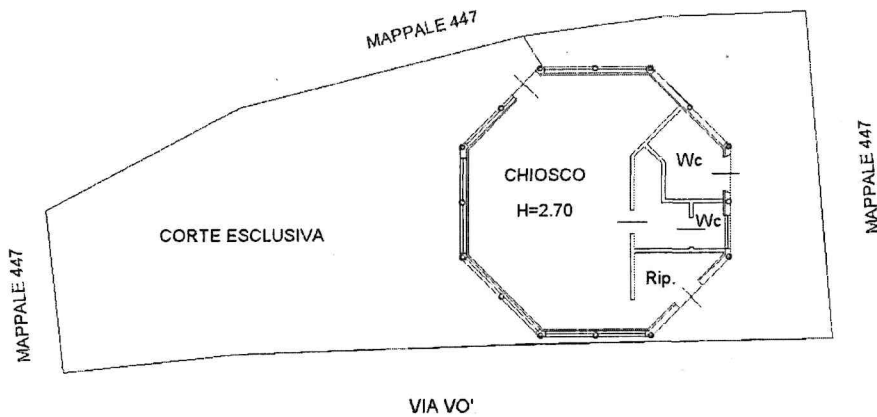 MAPPALE 447
Wc
CHIOSCO
H=2.70
Wc
MAPPALE 447
CORTE ESCLUSIVA
Rip.
MAPPALE 447
VIA VO'